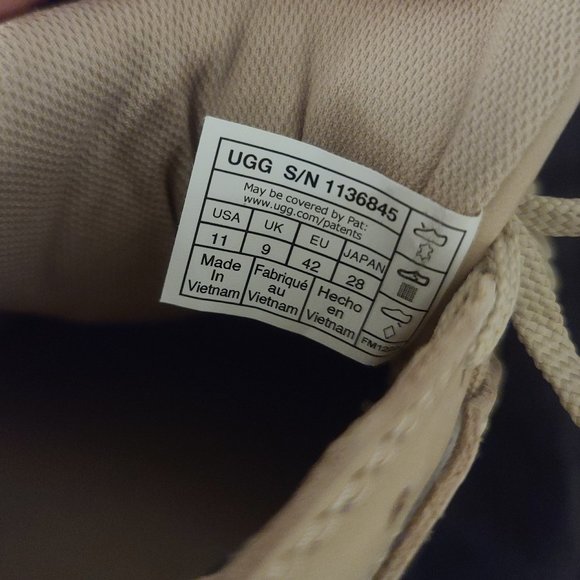 UGG S/N 1136845
May be covered by Pat:
www.ugg.com/patents
USA UK EU JAPAN
11 9 42 28
Made In Vietnam
Fabriqué au Vietnam
Hecho en Vietnam